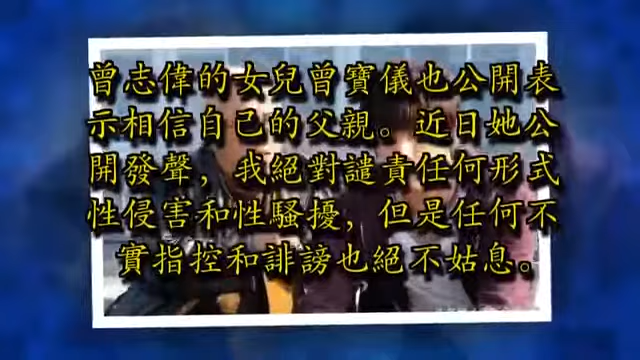 曾志偉的女兒曾寶儀也公開表
示相信自己的父親。近日她公
開發聲，我絕對譴責任何形式
性侵害和性騷擾，但是任何不
實指控和誹謗也絕不姑息。